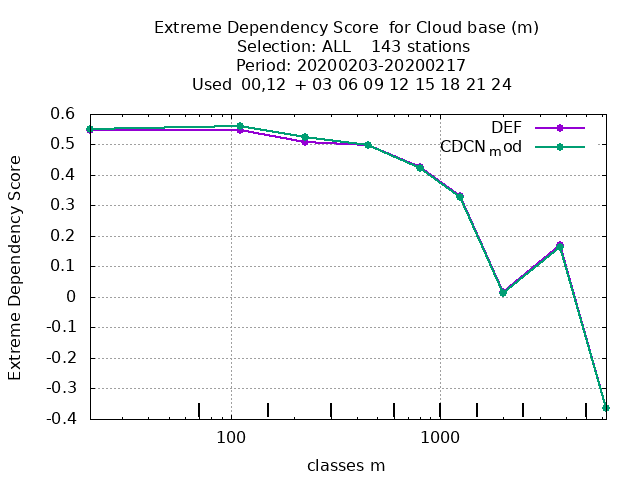 Extreme Dependency Score  for Cloud base (m)
Selection: ALL    143 stations
Period: 20200203-20200217
Used  00,12  + 03 06 09 12 15 18 21 24
Extreme Dependency Score
0.6
0.5
0.4
0.3
0.2
0.1
0
-0.1
-0.2
-0.3
-0.4
DEF
CDCNmod
100
1000
classes m